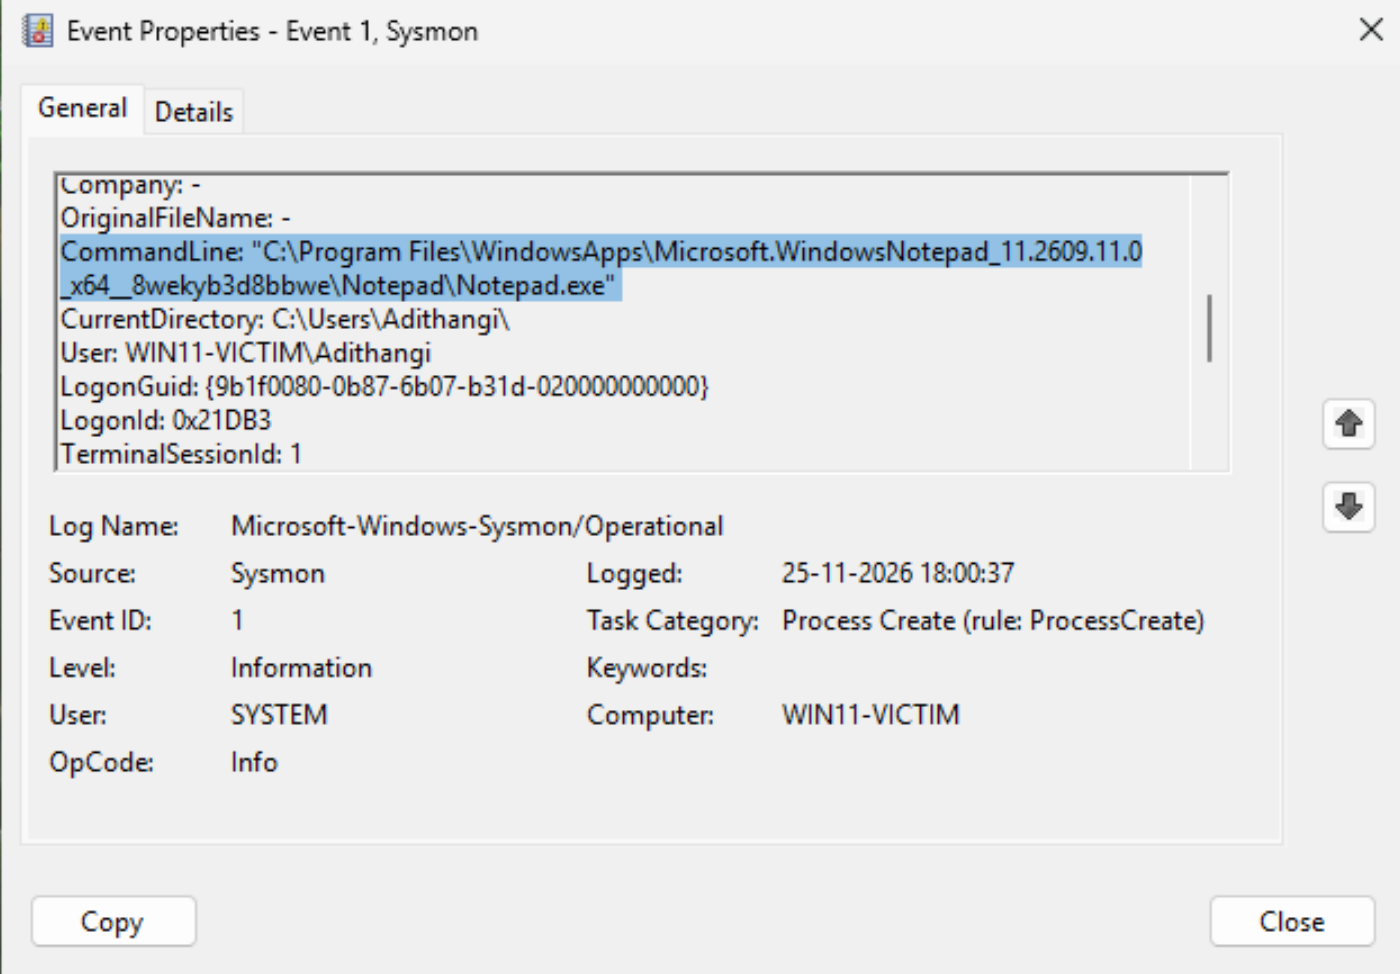 Event Properties - Event 1, Sysmon
General
Details
Company: -
OriginalFileName: -
CommandLine: "C:\Program Files\WindowsApps\Microsoft.WindowsNotepad_11.2609.11.0
_x64__8wekyb3d8bbwe\Notepad\Notepad.exe"
CurrentDirectory: C:\Users\Adithangi\
User: WIN11-VICTIM\Adithangi
LogonGuid: {9b1f0080-0b87-6b07-b31d-020000000000}
LogonId: 0x21DB3
TerminalSessionId: 1
Log Name: Microsoft-Windows-Sysmon/Operational
Source: Sysmon Logged: 25-11-2026 18:00:37
Event ID: 1 Task Category: Process Create (rule: ProcessCreate)
Level: Information Keywords:
User: SYSTEM Computer: WIN11-VICTIM
OpCode: Info
Copy
Close